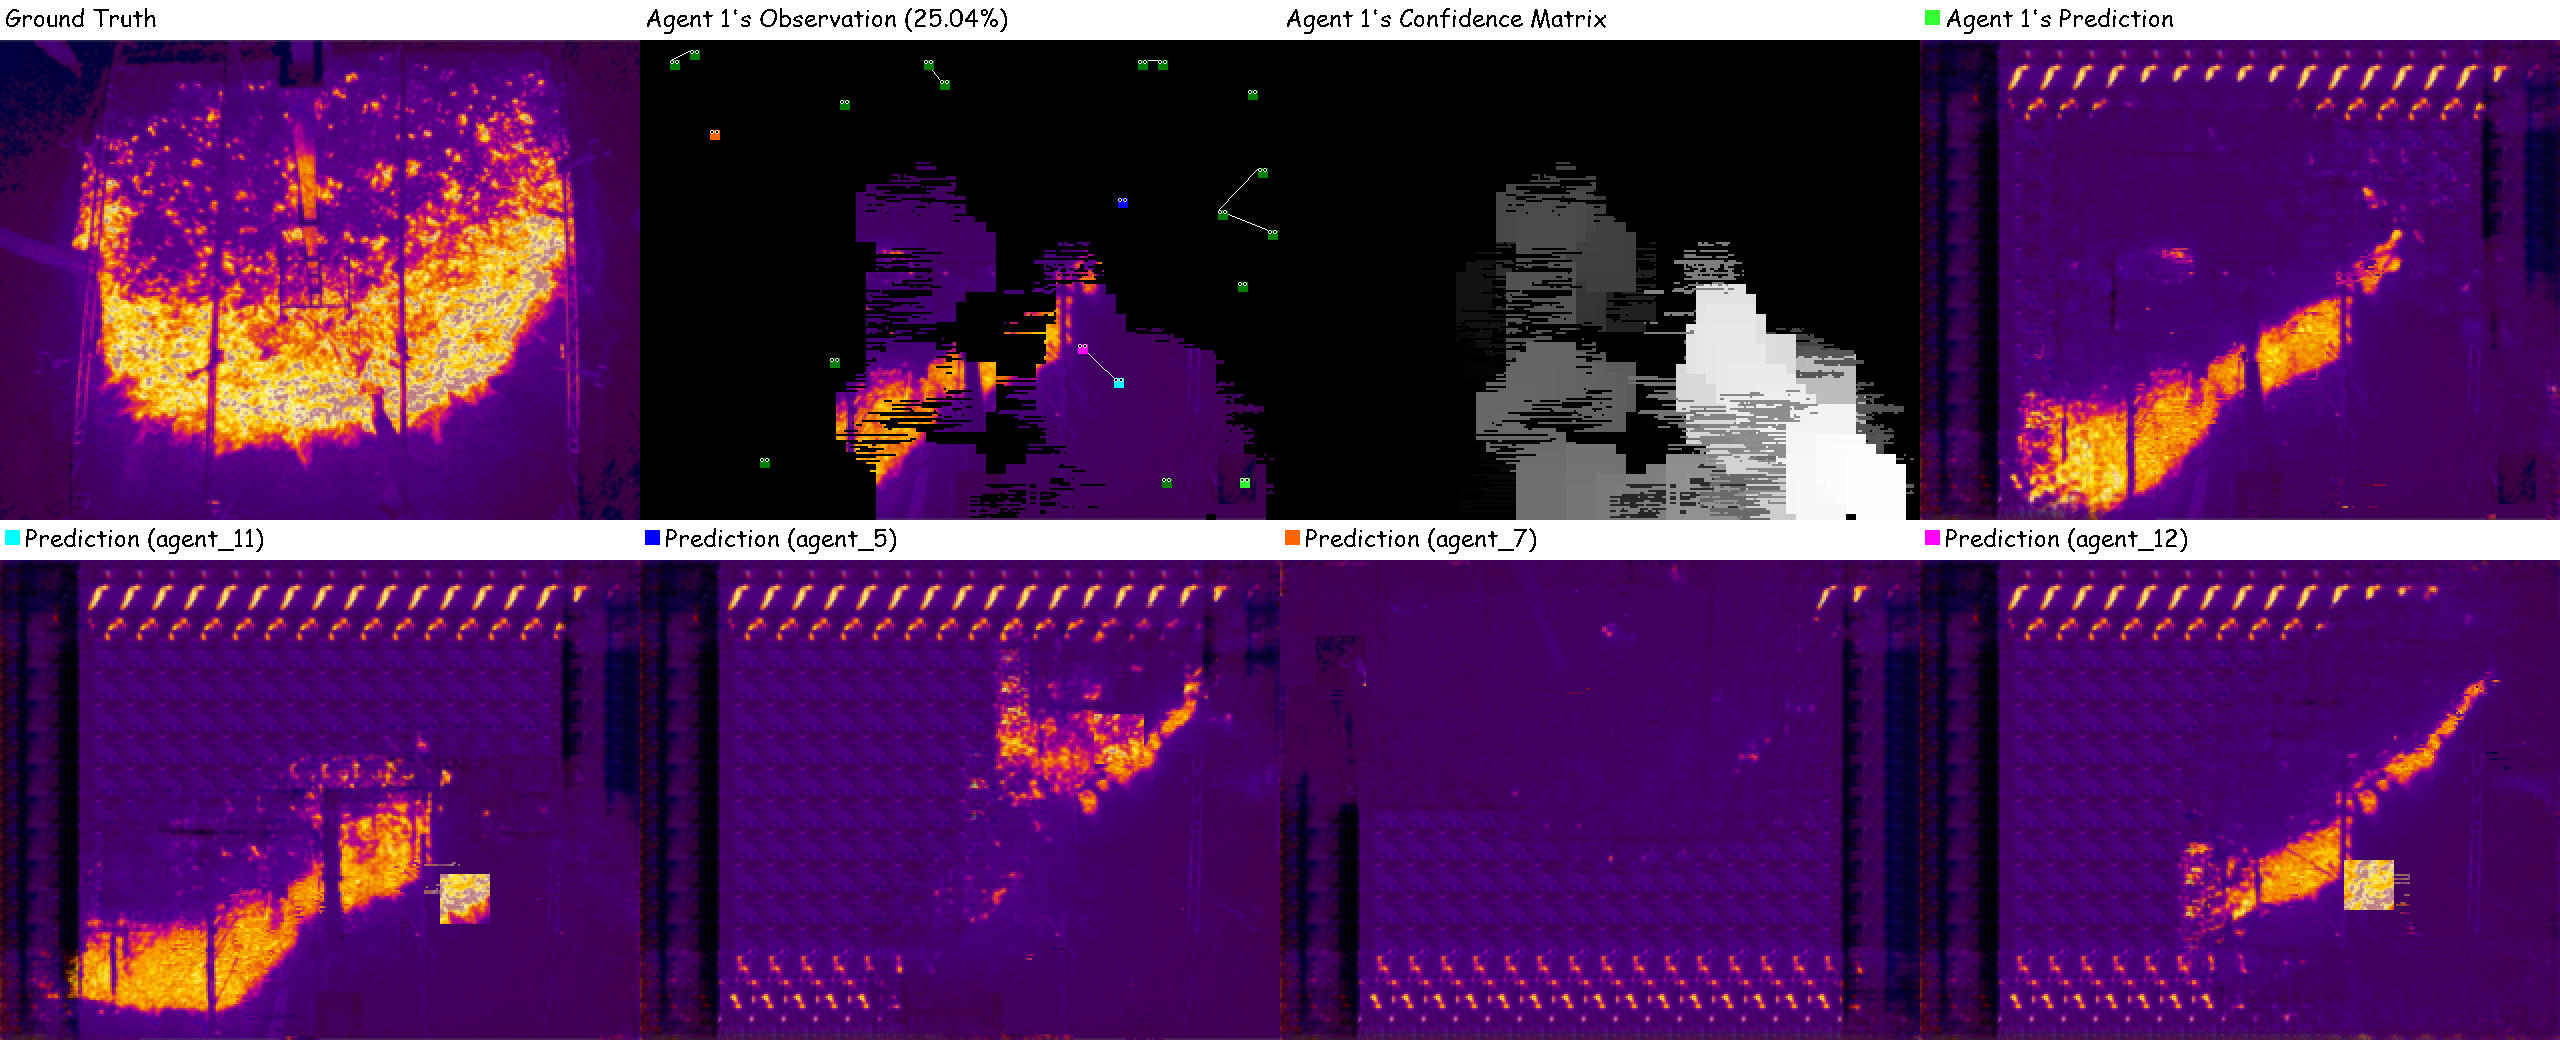 Ground Truth
Agent 1's Observation (25.04%)
Agent 1's Confidence Matrix
Agent 1's Prediction
Prediction (agent_11)
Prediction (agent_5)
Prediction (agent_7)
Prediction (agent_12)